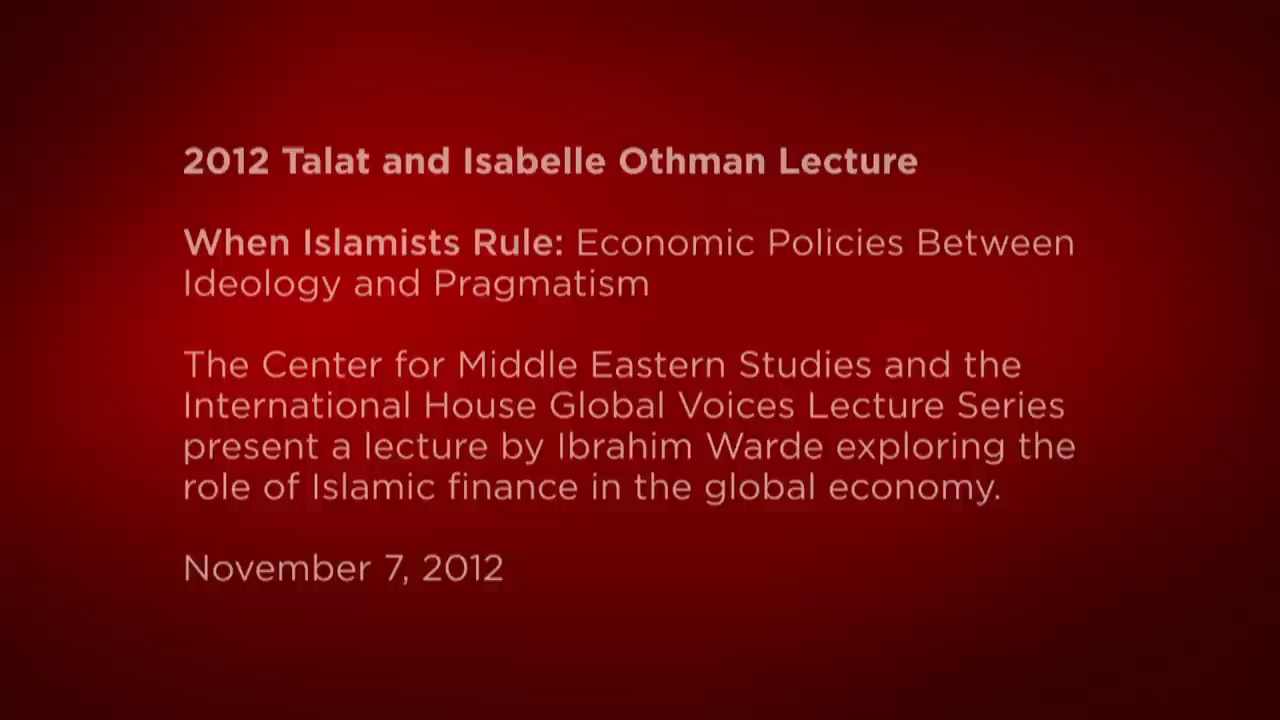 2012 Talat and Isabelle Othman Lecture
When Islamists Rule: Economic Policies Between
Ideology and Pragmatism
The Center for Middle Eastern Studies and the
International House Global Voices Lecture Series
present a lecture by Ibrahim Warde exploring the
role of Islamic finance in the global economy.
November 7, 2012